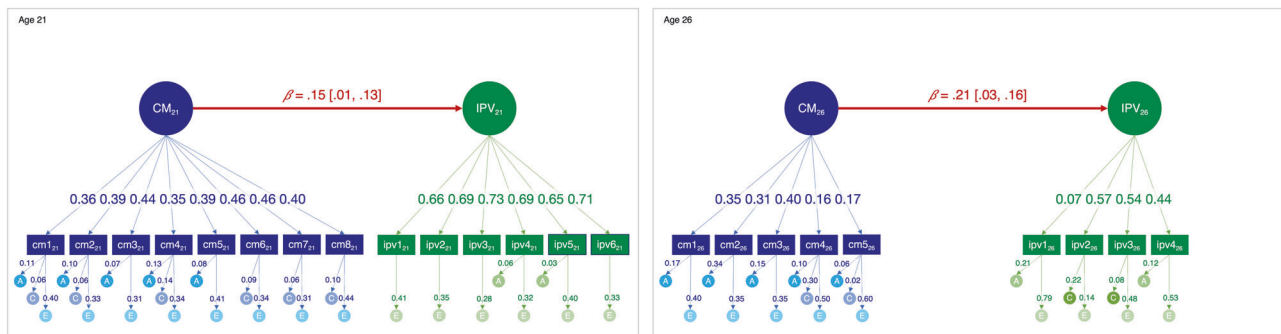 Age 21
Age 26
β = .15 [.01, .13]
β = .21 [.03, .16]
CM21
IPV21
CM26
IPV26
0.36 0.39 0.44 0.35 0.39 0.46 0.46 0.40
0.66 0.69 0.73 0.69 0.65 0.71
0.35 0.31 0.40 0.16 0.17
0.07 0.57 0.54 0.44
cm121 cm221 cm321 cm421 cm521 cm621 cm721 cm821
ipv121 ipv221 ipv321 ipv421 ipv521 ipv621
cm126 cm226 cm326 cm426 cm526
ipv126 ipv226 ipv326 ipv426
0.11 0.10 0.07 0.13 0.08
0.06 0.03
0.17 0.34 0.15 0.10 0.06
0.21 0.12
A A A A A
A A
A A A A A
A A
0.06 0.06 0.14 0.09 0.06 0.10
0.30 0.02
0.22 0.08
C C C C C C
C C
C C
0.40 0.33 0.31 0.34 0.41 0.34 0.31 0.44
0.41 0.35 0.28 0.32 0.40 0.33
0.40 0.35 0.35 0.50 0.60
0.79 0.14 0.48 0.53
E E E E E E E E
E E E E E E
E E E E E
E E E E